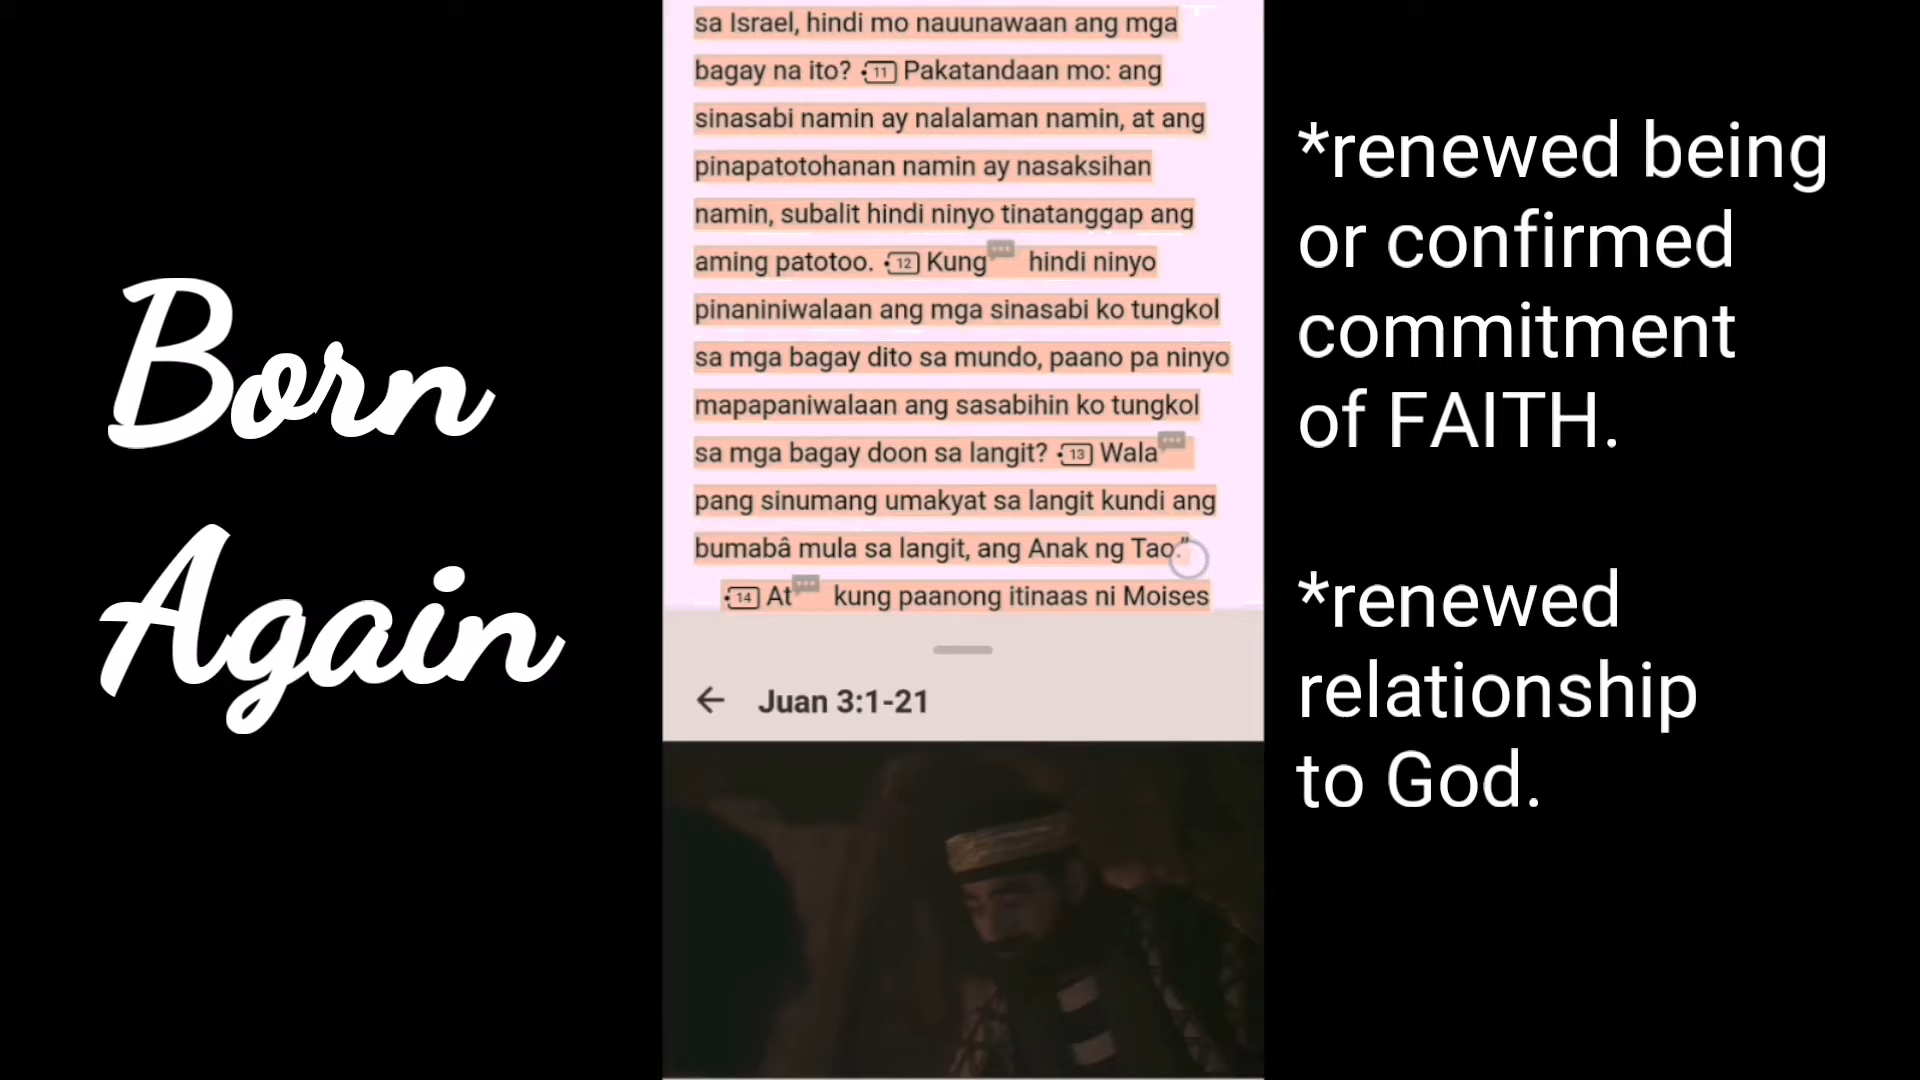 Born
Again
sa Israel, hindi mo nauunawaan ang mga
bagay na ito? 11 Pakatandaan mo: ang
sinasabi namin ay nalalaman namin, at ang
pinapatotohanan namin ay nasaksihan
namin, subalit hindi ninyo tinatanggap ang
aming patotoo. 12 Kung hindi ninyo
pinaniniwalaan ang mga sinasabi ko tungkol
sa mga bagay dito sa mundo, paano pa ninyo
mapapaniwalaan ang sasabihin ko tungkol
sa mga bagay doon sa langit? 13 Wala
pang sinumang umakyat sa langit kundi ang
bumabâ mula sa langit, ang Anak ng Tao.”
14 At kung paanong itinaas ni Moises
Juan 3:1-21
*renewed being
or confirmed
commitment
of FAITH.
*renewed
relationship
to God.